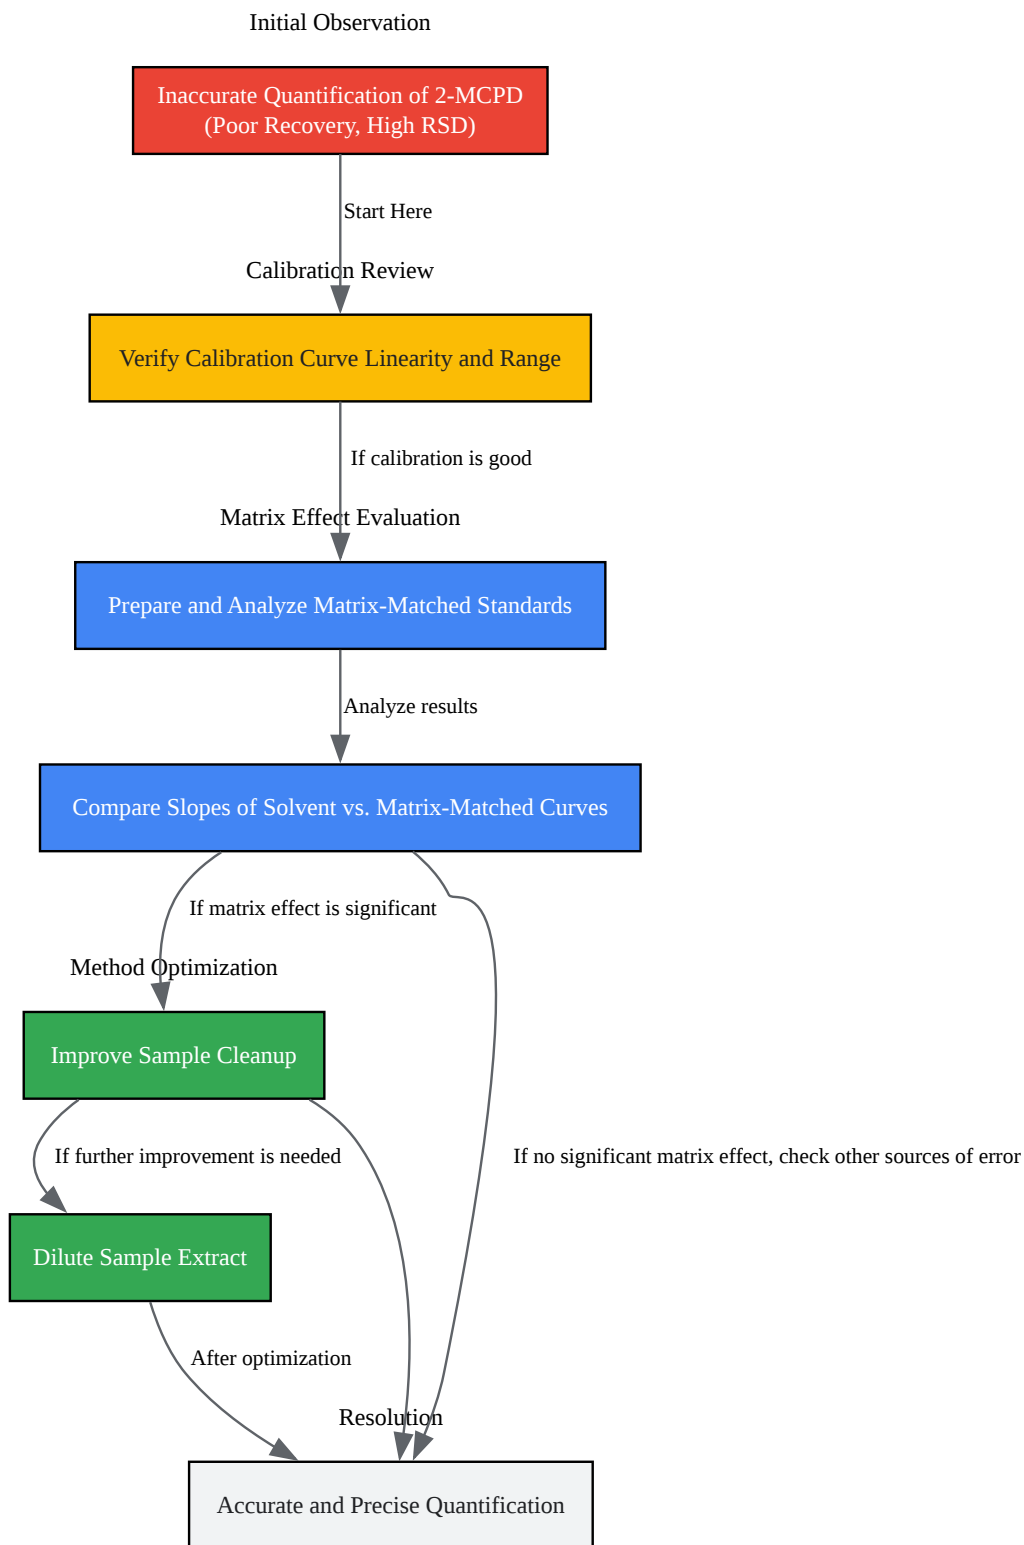 Initial Observation
Inaccurate Quantification of 2-MCPD
(Poor Recovery, High RSD)
Start Here
Calibration Review
Verify Calibration Curve Linearity and Range
If calibration is good
Matrix Effect Evaluation
Prepare and Analyze Matrix-Matched Standards
Analyze results
Compare Slopes of Solvent vs. Matrix-Matched Curves
If matrix effect is significant
Method Optimization
Improve Sample Cleanup
If further improvement is needed
If no significant matrix effect, check other sources of error
Dilute Sample Extract
After optimization
Resolution
Accurate and Precise Quantification